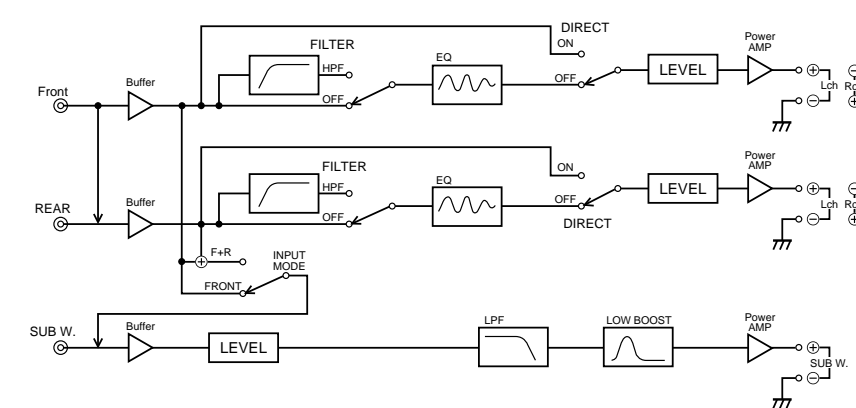 DIRECT
ON
FILTER
HPF
OFF
EQ
OFF
LEVEL
Power
AMP
Lch
Front
Buffer
FILTER
HPF
OFF
EQ
ON
OFF
DIRECT
LEVEL
Power
AMP
Lch
REAR
Buffer
F+R
INPUT
MODE
FRONT
SUB W.
Buffer
LEVEL
LPF
LOW BOOST
Power
AMP
SUB W.